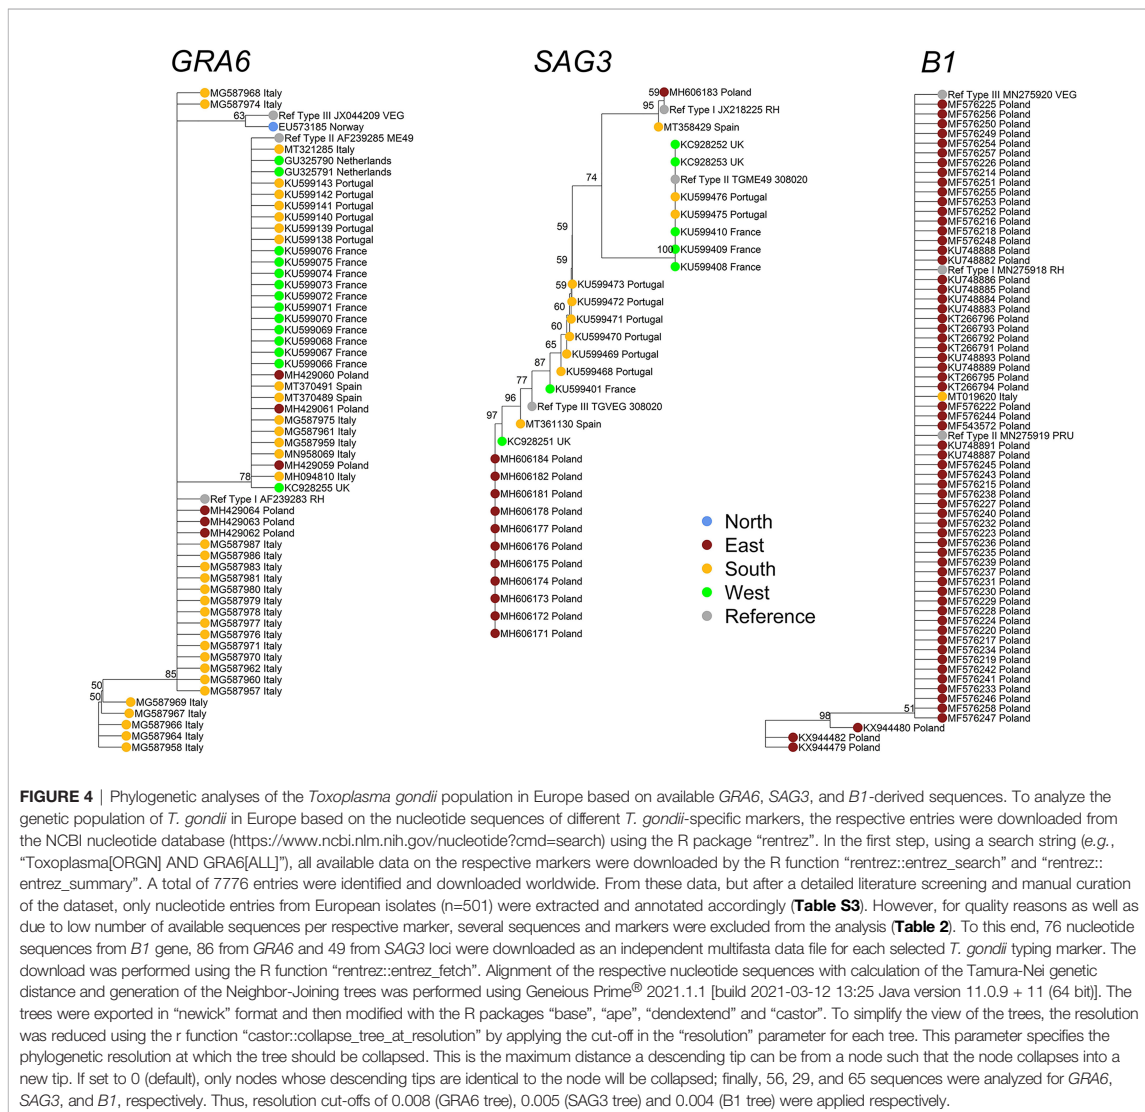 GRA6
MG587968 Italy
MG587974 Italy
63
Ref Type III JX044209 VEG
EU573185 Norway
Ref Type II AF239285 ME49
MT321285 Italy
GU325790 Netherlands
GU325791 Netherlands
KU599143 Portugal
KU599142 Portugal
KU599141 Portugal
KU599140 Portugal
KU599139 Portugal
KU599138 Portugal
KU599076 France
KU599075 France
KU599074 France
KU599073 France
KU599072 France
KU599071 France
KU599070 France
KU599069 France
KU599068 France
KU599067 France
KU599066 France
MH429060 Poland
MT370491 Spain
MT370489 Spain
MH429061 Poland
MG587975 Italy
MG587961 Italy
MG587959 Italy
MN958069 Italy
MH429059 Poland
78
MH094810 Italy
KC928255 UK
Ref Type I AF239283 RH
MH429064 Poland
MH429063 Poland
MH429062 Poland
MG587987 Italy
MG587986 Italy
MG587983 Italy
MG587981 Italy
MG587980 Italy
MG587979 Italy
MG587978 Italy
MG587977 Italy
MG587976 Italy
MG587971 Italy
MG587970 Italy
MG587962 Italy
85
MG587960 Italy
MG587957 Italy
50
50
MG587969 Italy
MG587967 Italy
MG587966 Italy
MG587964 Italy
MG587958 Italy
SAG3
59
MH606183 Poland
95
Ref Type I JX218225 RH
MT358429 Spain
KC928252 UK
KC928253 UK
74
Ref Type II TGME49 308020
KU599476 Portugal
KU599475 Portugal
59
KU599410 France
100
KU599409 France
59
KU599408 France
59
KU599473 Portugal
KU599472 Portugal
60
KU599471 Portugal
60
KU599470 Portugal
65
KU599469 Portugal
87
KU599468 Portugal
77
KU599401 France
96
Ref Type III TGVEG 308020
97
MT361130 Spain
KC928251 UK
MH606184 Poland
MH606182 Poland
MH606181 Poland
MH606178 Poland
MH606177 Poland
MH606176 Poland
MH606175 Poland
MH606174 Poland
MH606173 Poland
MH606172 Poland
MH606171 Poland
North
East
South
West
Reference
B1
Ref Type III MN275920 VEG
MF576225 Poland
MF576256 Poland
MF576250 Poland
MF576249 Poland
MF576254 Poland
MF576257 Poland
MF576226 Poland
MF576214 Poland
MF576251 Poland
MF576255 Poland
MF576253 Poland
MF576252 Poland
MF576216 Poland
MF576218 Poland
MF576248 Poland
KU748888 Poland
KU748882 Poland
Ref Type I MN275918 RH
KU748886 Poland
KU748885 Poland
KU748884 Poland
KU748883 Poland
KT266796 Poland
KT266793 Poland
KT266792 Poland
KT266791 Poland
KU748893 Poland
KU748889 Poland
KT266795 Poland
KT266794 Poland
MT019620 Italy
MF576222 Poland
MF576244 Poland
MF543572 Poland
Ref Type II MN275919 PRU
KU748891 Poland
KU748887 Poland
MF576245 Poland
MF576243 Poland
MF576215 Poland
MF576238 Poland
MF576227 Poland
MF576240 Poland
MF576232 Poland
MF576223 Poland
MF576236 Poland
MF576235 Poland
MF576239 Poland
MF576237 Poland
MF576231 Poland
MF576230 Poland
MF576229 Poland
MF576228 Poland
MF576224 Poland
MF576220 Poland
MF576217 Poland
MF576234 Poland
MF576219 Poland
MF576242 Poland
MF576241 Poland
MF576233 Poland
MF576246 Poland
51
MF576258 Poland
98
MF576247 Poland
KX944480 Poland
KX944482 Poland
KX944479 Poland
FIGURE 4 | Phylogenetic analyses of the Toxoplasma gondii population in Europe based on available GRA6, SAG3, and B1-derived sequences. To analyze the
genetic population of T. gondii in Europe based on the nucleotide sequences of different T. gondii-specific markers, the respective entries were downloaded from
the NCBI nucleotide database (https://www.ncbi.nlm.nih.gov/nucleotide?cmd=search) using the R package “rentrez”. In the first step, using a search string (e.g.,
“Toxoplasma[ORGN] AND GRA6[ALL]”), all available data on the respective markers were downloaded by the R function “rentrez::entrez_search” and “rentrez::
entrez_summary”. A total of 7776 entries were identified and downloaded worldwide. From these data, but after a detailed literature screening and manual curation
of the dataset, only nucleotide entries from European isolates (n=501) were extracted and annotated accordingly (Table S3). However, for quality reasons as well as
due to low number of available sequences per respective marker, several sequences and markers were excluded from the analysis (Table 2). To this end, 76 nucleotide
sequences from B1 gene, 86 from GRA6 and 49 from SAG3 loci were downloaded as an independent multifasta data file for each selected T. gondii typing marker. The
download was performed using the R function “rentrez::entrez_fetch”. Alignment of the respective nucleotide sequences with calculation of the Tamura-Nei genetic
distance and generation of the Neighbor-Joining trees was performed using Geneious Prime® 2021.1.1 [build 2021-03-12 13:25 Java version 11.0.9 + 11 (64 bit)]. The
trees were exported in “newick” format and then modified with the R packages “base”, “ape”, “dendextend” and “castor”. To simplify the view of the trees, the resolution
was reduced using the r function “castor::collapse_tree_at_resolution” by applying the cut-off in the “resolution” parameter for each tree. This parameter specifies the
phylogenetic resolution at which the tree should be collapsed. This is the maximum distance a descending tip can be from a node such that the node collapses into a
new tip. If set to 0 (default), only nodes whose descending tips are identical to the node will be collapsed; finally, 56, 29, and 65 sequences were analyzed for GRA6,
SAG3, and B1, respectively. Thus, resolution cut-offs of 0.008 (GRA6 tree), 0.005 (SAG3 tree) and 0.004 (B1 tree) were applied respectively.